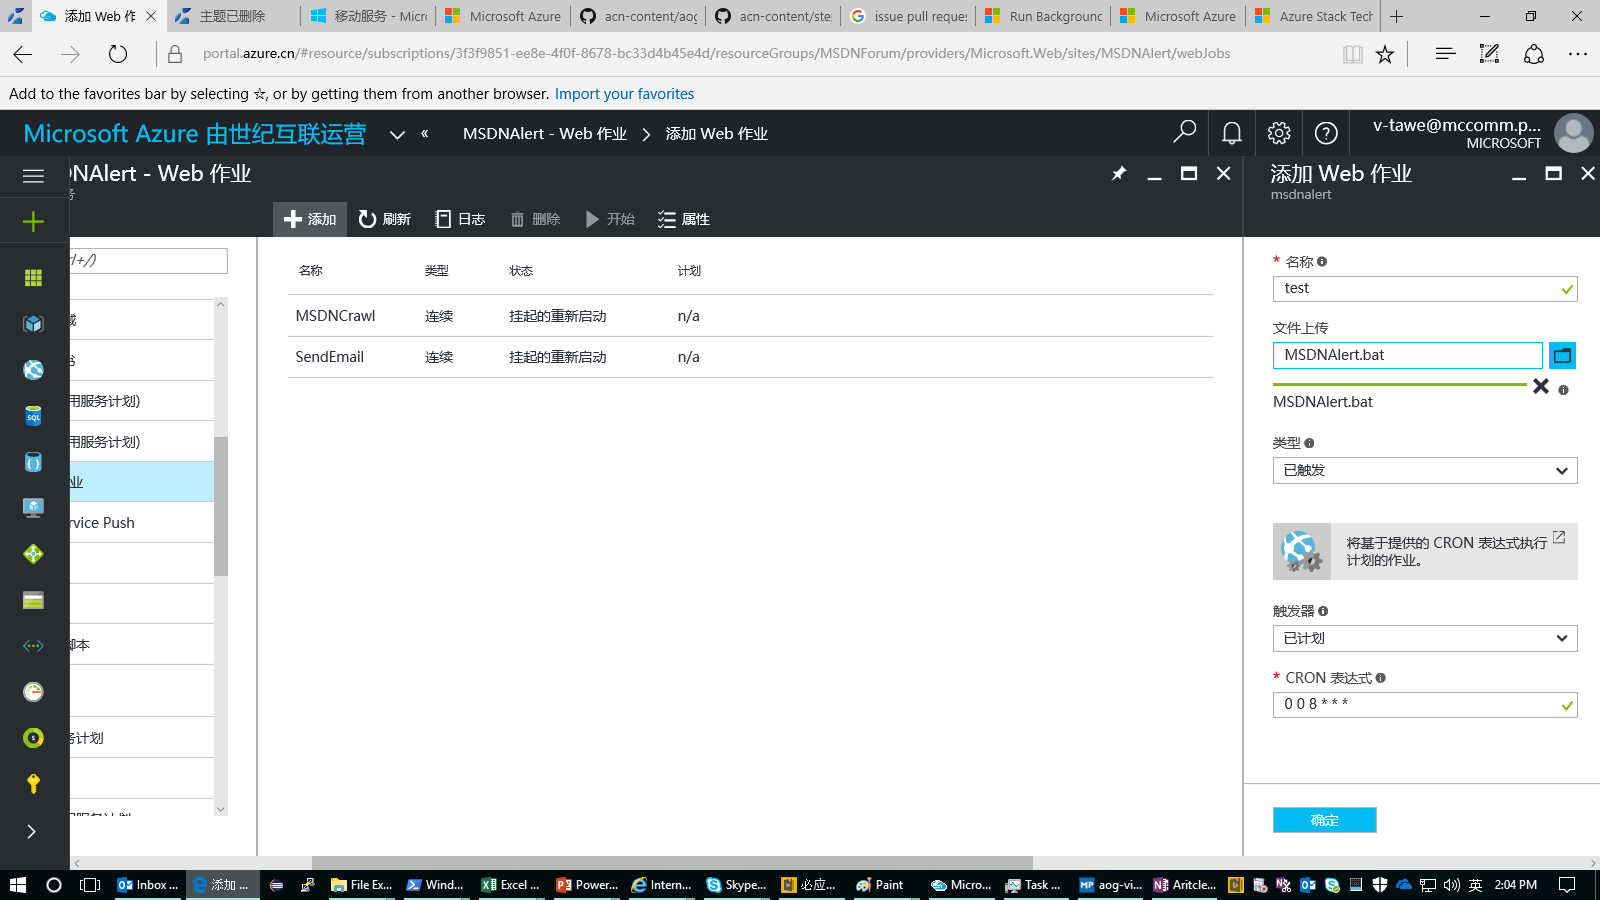 添加 Web 作
主题已删除
移动服务 - Micr
Microsoft Azure
acn-content/aog
acn-content/ste
issue pull reques
Run Background
Microsoft Azure
Azure Stack Tech
portal.azure.cn/#resource/subscriptions/3f3f9851-ee8e-4f0f-8678-bc33d4b45e4d/resourceGroups/MSDNForum/providers/Microsoft.Web/sites/MSDNAlert/webJobs
Add to the favorites bar by selecting ☆, or by getting them from another browser. Import your favorites
Microsoft Azure 由世纪互联运营
«
MSDNAlert - Web 作业 > 添加 Web 作业
v-tawe@mccomm.p...
MICROSOFT
DNAlert - Web 作业
务
添加
刷新
日志
删除
开始
属性
l+/)
域
书
用服务计划)
用服务计划)
业
rvice Push
脚本
务计划
名称 类型 状态 计划
MSDNCrawl 连续 挂起的重新启动 n/a
SendEmail 连续 挂起的重新启动 n/a
添加 Web 作业
msdnalert
* 名称
test
文件上传
MSDNAlert.bat
MSDNAlert.bat
类型
已触发
将基于提供的 CRON 表达式执行
计划的作业。
触发器
已计划
* CRON 表达式
0 0 8 * * *
确定
Inbox ...
添加 ...
File Ex...
Wind...
Excel ...
Power...
Intern...
Skype...
必应...
Paint
Micro...
Task ...
aog-vi...
Aritcle...
英
2:04 PM